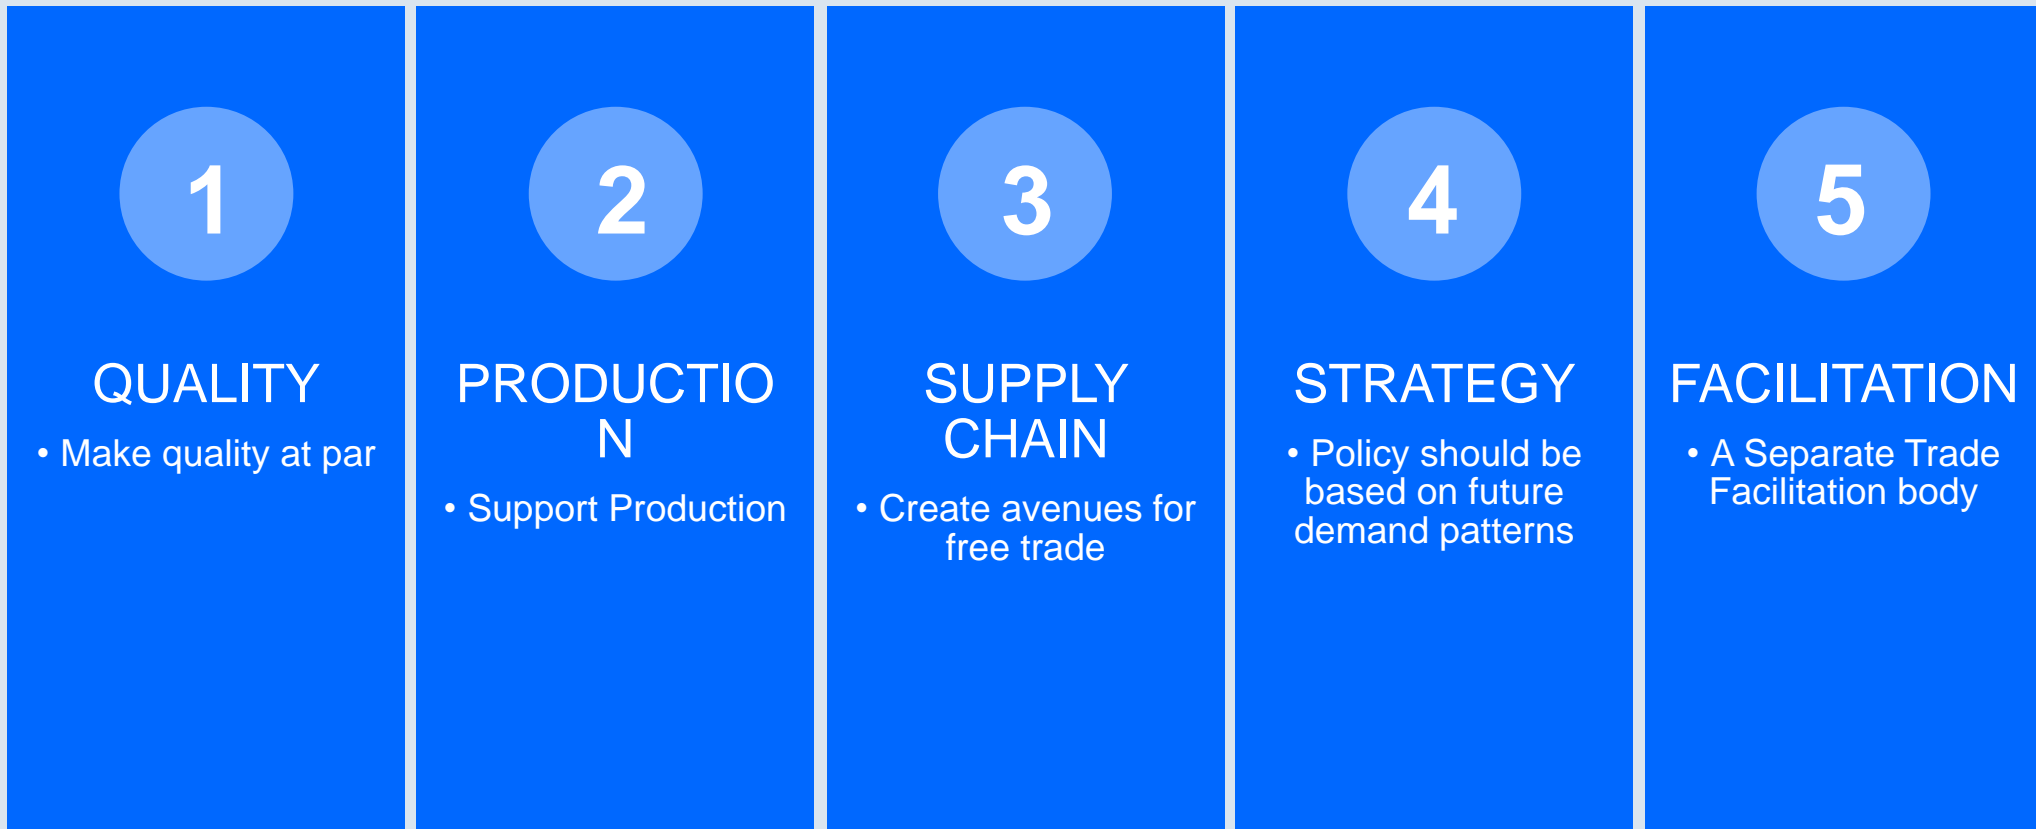 1
QUALITY
• Make quality at par
2
PRODUCTIO
N
• Support Production
3
SUPPLY
CHAIN
• Create avenues for
free trade
4
STRATEGY
• Policy should be
based on future
demand patterns
5
FACILITATION
• A Separate Trade
Facilitation body